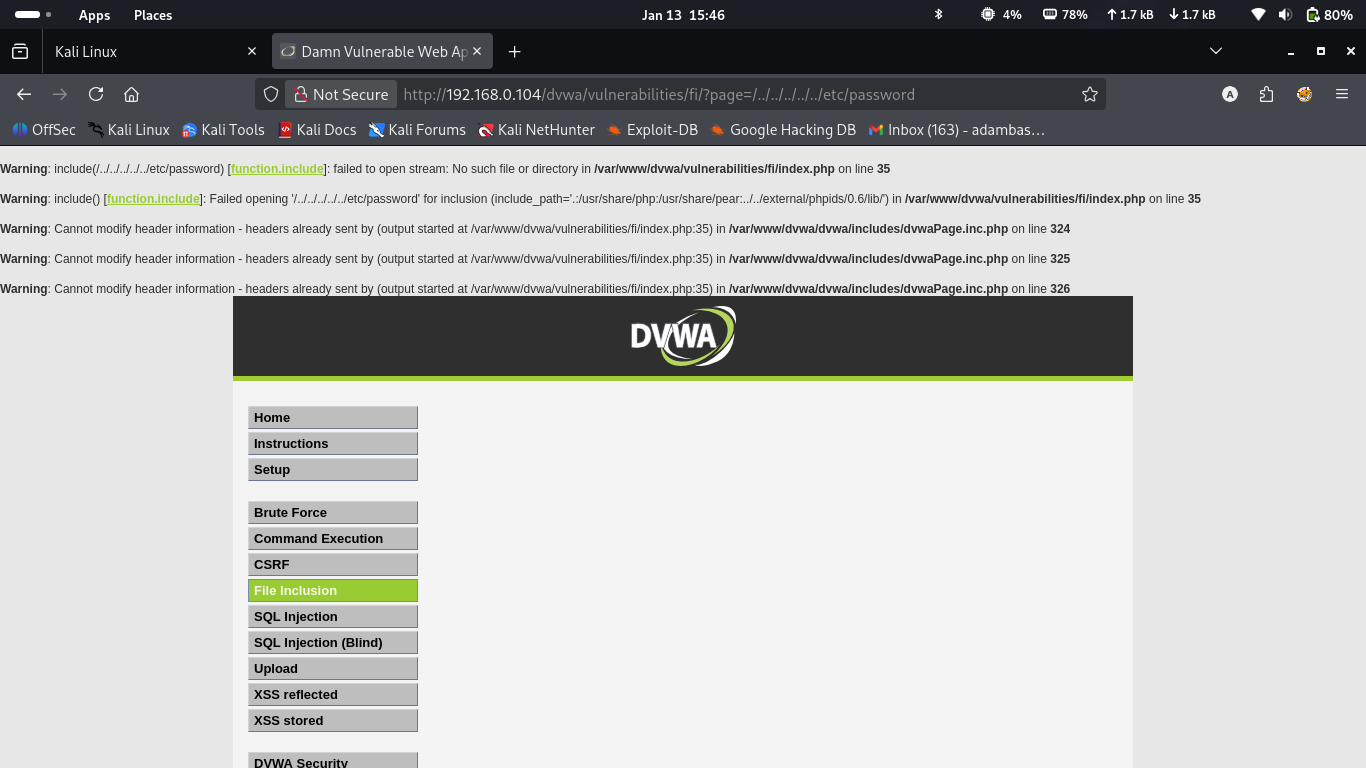 Apps Places Jan 13 15:46 4% 78% 1.7 kB 1.7 kB 80%
Kali Linux Damn Vulnerable Web Ap
Not Secure http://192.168.0.104/dvwa/vulnerabilities/fi/?page=/../../../../../etc/password A
OffSec Kali Linux Kali Tools Kali Docs Kali Forums Kali NetHunter Exploit-DB Google Hacking DB Inbox (163) - adambas…
Warning: include(/../../../../../etc/password) [function.include]: failed to open stream: No such file or directory in /var/www/dvwa/vulnerabilities/fi/index.php on line 35
Warning: include() [function.include]: Failed opening '/../../../../../etc/password' for inclusion (include_path='.:/usr/share/php:/usr/share/pear:../../external/phpids/0.6/lib/') in /var/www/dvwa/vulnerabilities/fi/index.php on line 35
Warning: Cannot modify header information - headers already sent by (output started at /var/www/dvwa/vulnerabilities/fi/index.php:35) in /var/www/dvwa/dvwa/includes/dvwaPage.inc.php on line 324
Warning: Cannot modify header information - headers already sent by (output started at /var/www/dvwa/vulnerabilities/fi/index.php:35) in /var/www/dvwa/dvwa/includes/dvwaPage.inc.php on line 325
Warning: Cannot modify header information - headers already sent by (output started at /var/www/dvwa/vulnerabilities/fi/index.php:35) in /var/www/dvwa/dvwa/includes/dvwaPage.inc.php on line 326
DVWA
Home
Instructions
Setup
Brute Force
Command Execution
CSRF
File Inclusion
SQL Injection
SQL Injection (Blind)
Upload
XSS reflected
XSS stored
DVWA Security